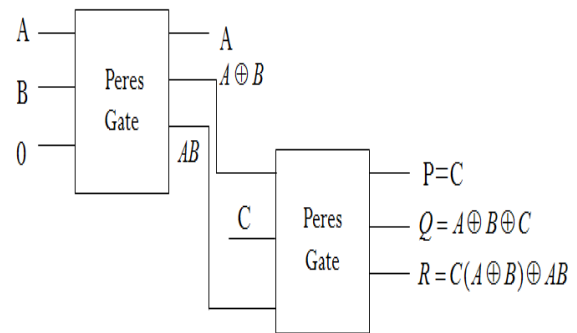 A
A
B
Peres
Gate
A ⊕ B
0
AB
C
Peres
Gate
P=C
Q = A⊕B⊕C
R = C(A⊕B)⊕AB